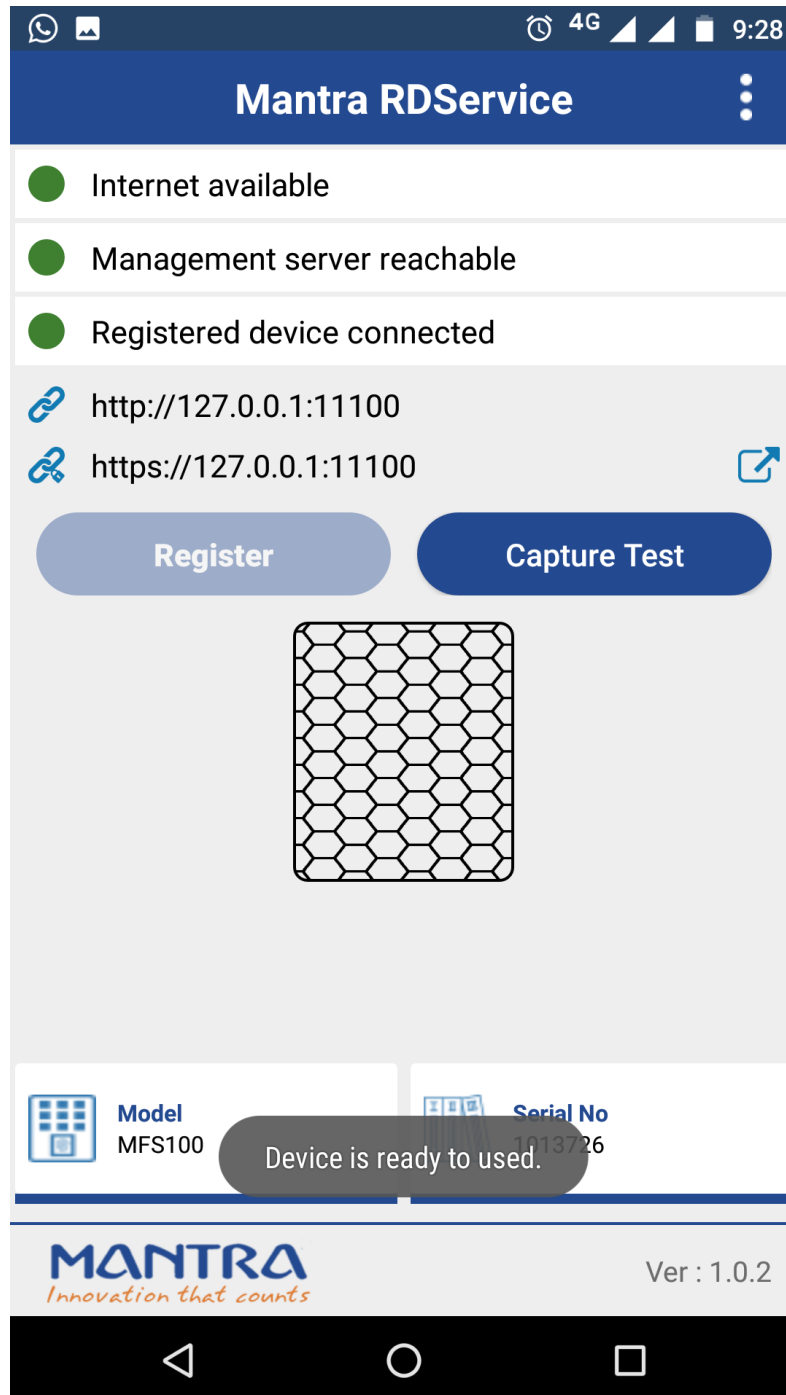 4G 9:28
Mantra RDService
Internet available
Management server reachable
Registered device connected
http://127.0.0.1:11100
https://127.0.0.1:11100
Register Capture Test
Model Serial No
MFS100 1013726
Device is ready to used.
MANTRA
Innovation that counts
Ver : 1.0.2